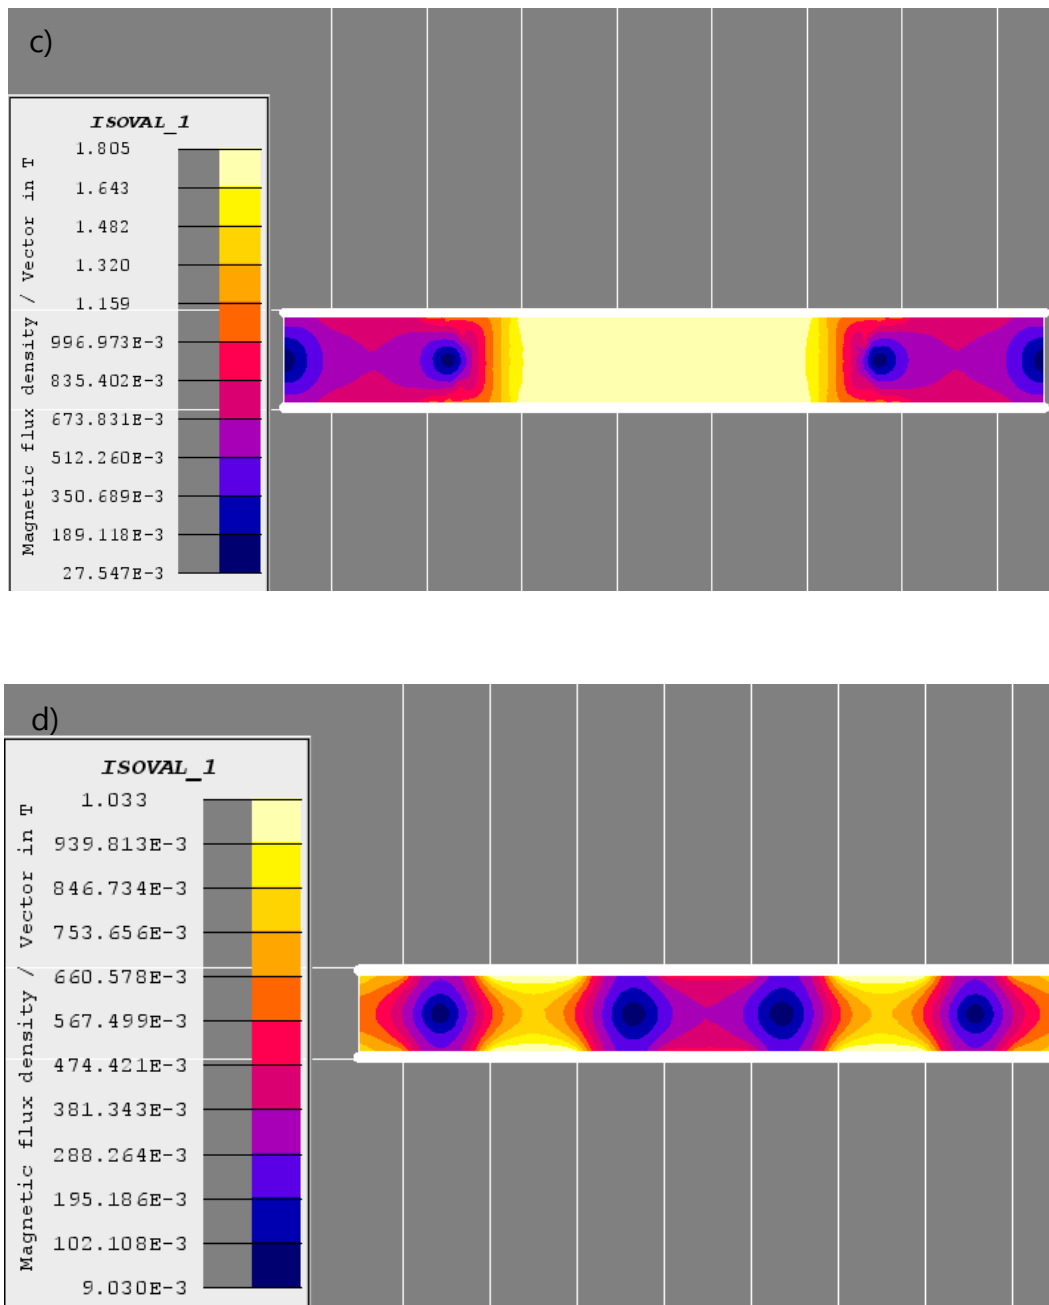 c)
ISOVAL_1
Magnetic flux density / Vector in T
1.805
1.643
1.482
1.320
1.159
996.973E-3
835.402E-3
673.831E-3
512.260E-3
350.689E-3
189.118E-3
27.547E-3
d)
ISOVAL_1
Magnetic flux density / Vector in T
1.033
939.813E-3
846.734E-3
753.656E-3
660.578E-3
567.499E-3
474.421E-3
381.343E-3
288.264E-3
195.186E-3
102.108E-3
9.030E-3